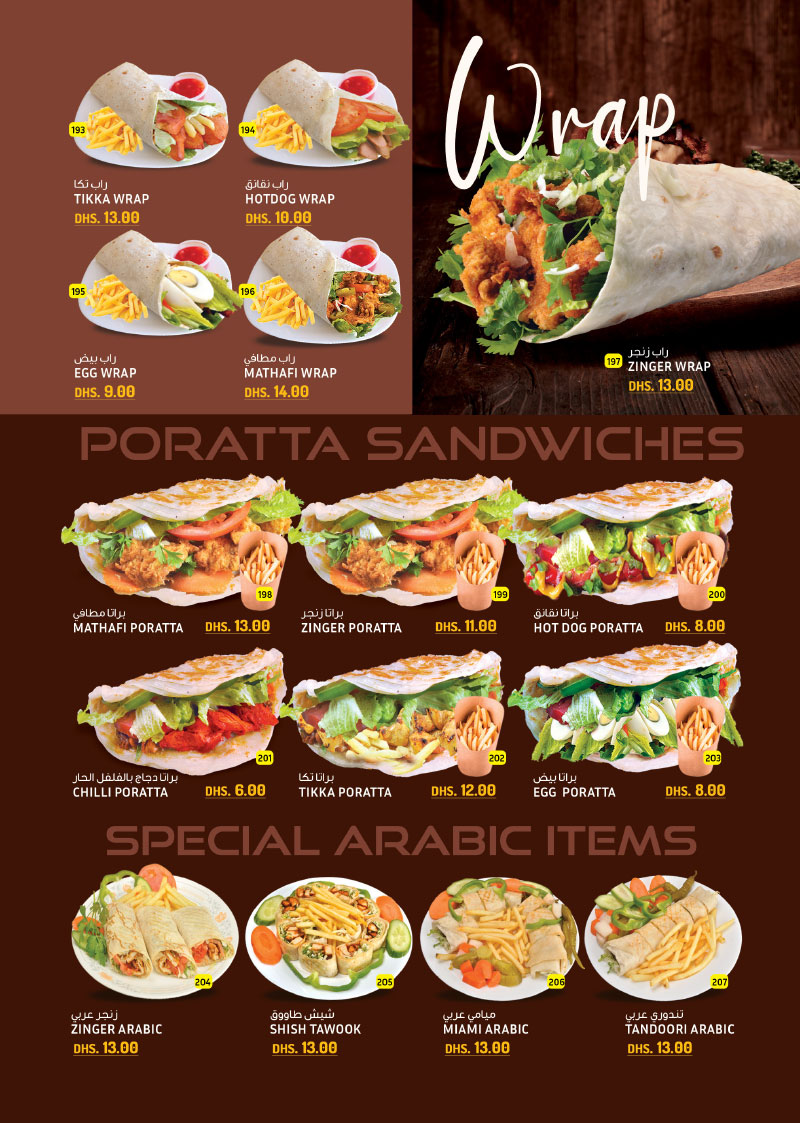 Wrap
193
راب تكا
TIKKA WRAP
DHS. 13.00
194
راب نقانق
HOTDOG WRAP
DHS. 10.00
195
راب بيض
EGG WRAP
DHS. 9.00
196
راب مطافي
MATHAFI WRAP
DHS. 14.00
197
راب زنجر
ZINGER WRAP
DHS. 13.00
PORATTA SANDWICHES
198
براتا مطافي
MATHAFI PORATTA DHS. 13.00
199
براتا زنجر
ZINGER PORATTA DHS. 11.00
200
براتا نقانق
HOT DOG PORATTA DHS. 8.00
201
براتا دجاج بالفلفل الحار
CHILLI PORATTA DHS. 6.00
202
براتا تكا
TIKKA PORATTA DHS. 12.00
203
براتا بيض
EGG PORATTA DHS. 8.00
SPECIAL ARABIC ITEMS
204
زنجر عربي
ZINGER ARABIC
DHS. 13.00
205
شيش طاووق
SHISH TAWOOK
DHS. 13.00
206
ميامي عربي
MIAMI ARABIC
DHS. 13.00
207
تندوري عربي
TANDOORI ARABIC
DHS. 13.00